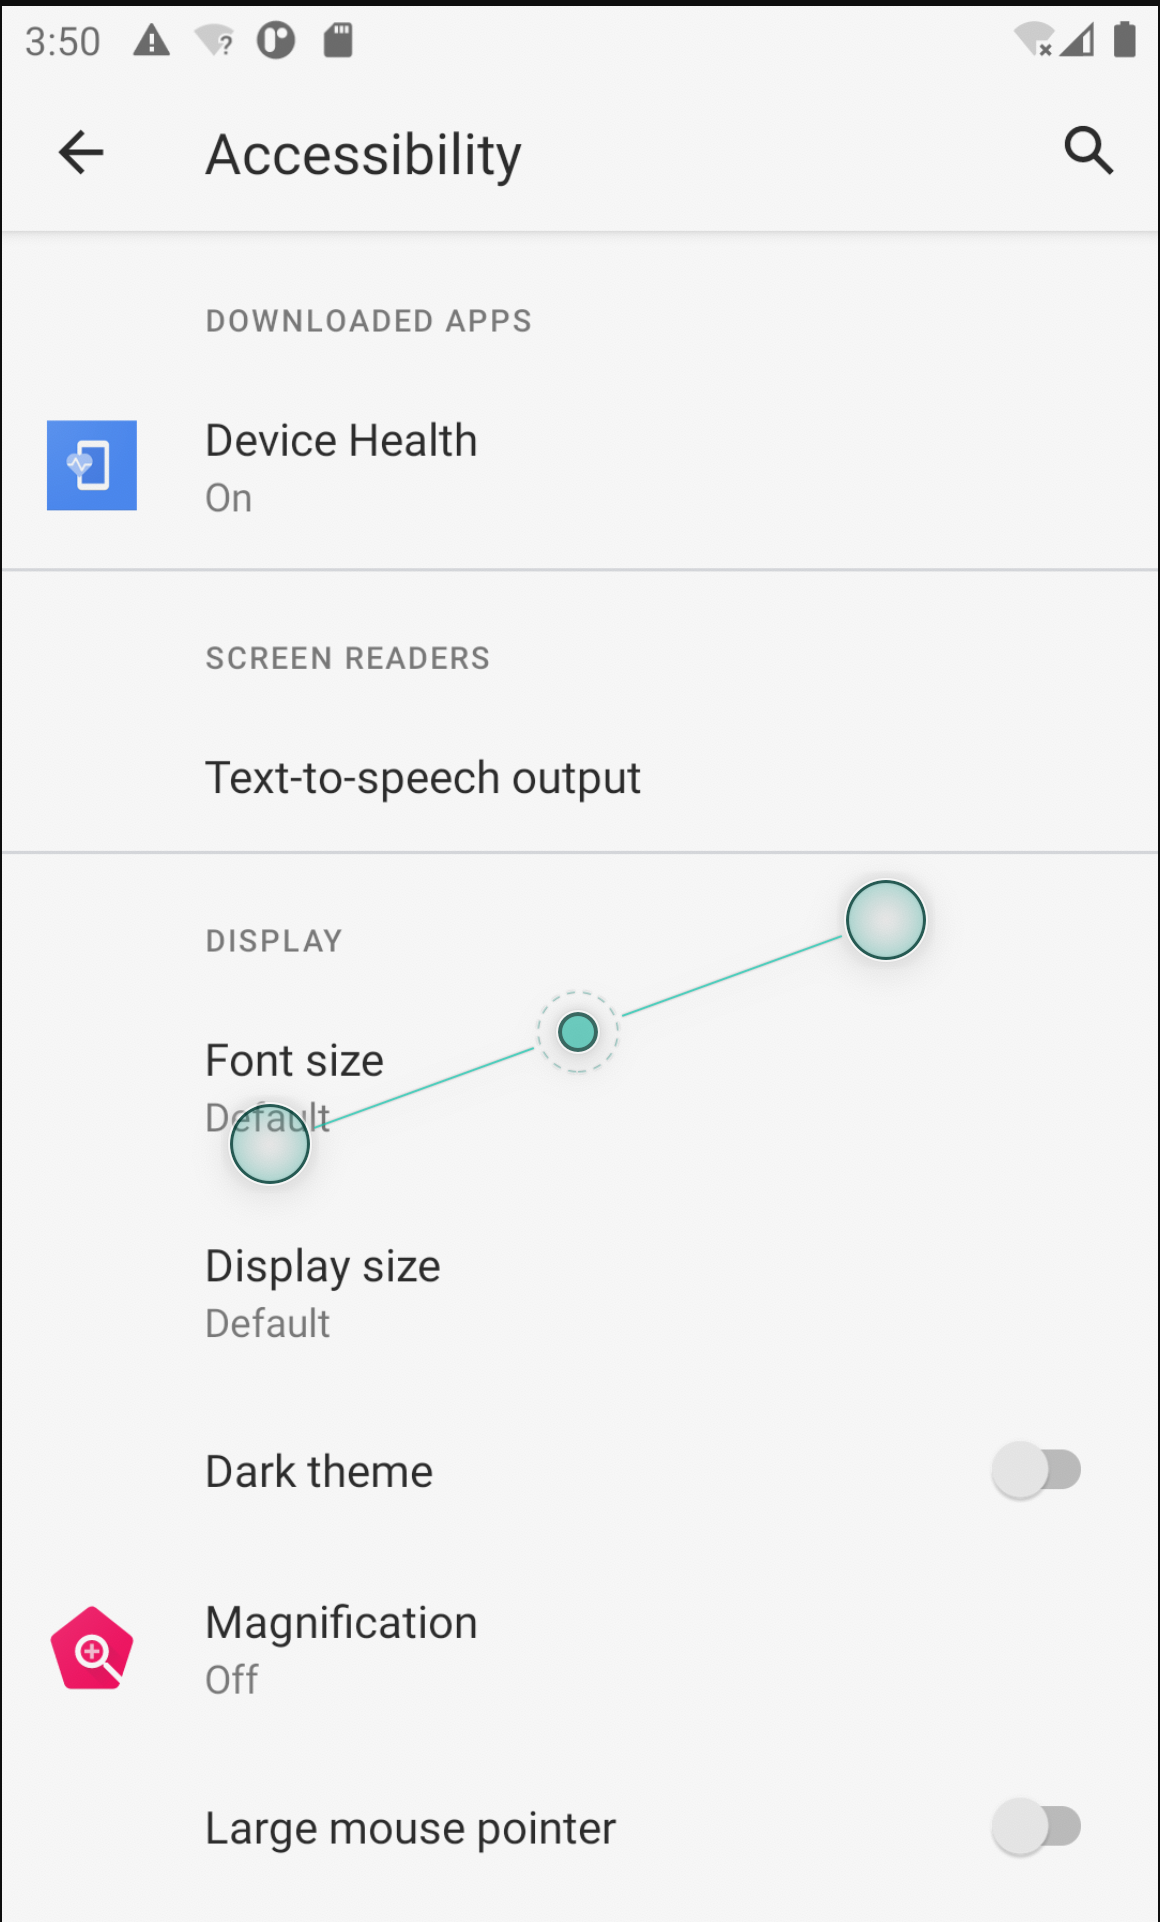 3:50
Accessibility
DOWNLOADED APPS
Device Health
On
SCREEN READERS
Text-to-speech output
DISPLAY
Font size
Default
Display size
Default
Dark theme
Magnification
Off
Large mouse pointer